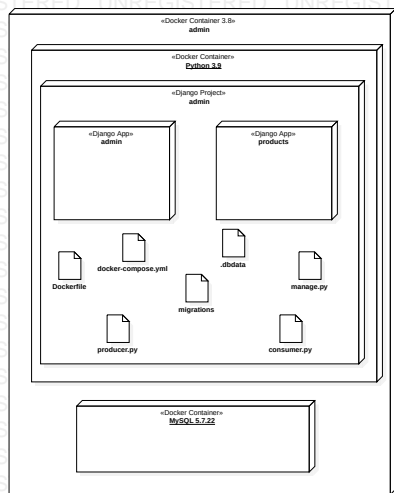 «Docker Container 3.8»
admin
«Docker Container»
Python 3.9
«Django Project»
admin
«Django App»
admin
«Django App»
products
Dockerfile
docker-compose.yml
.dbdata
manage.py
migrations
producer.py
consumer.py
«Docker Container»
MySQL 5.7.22